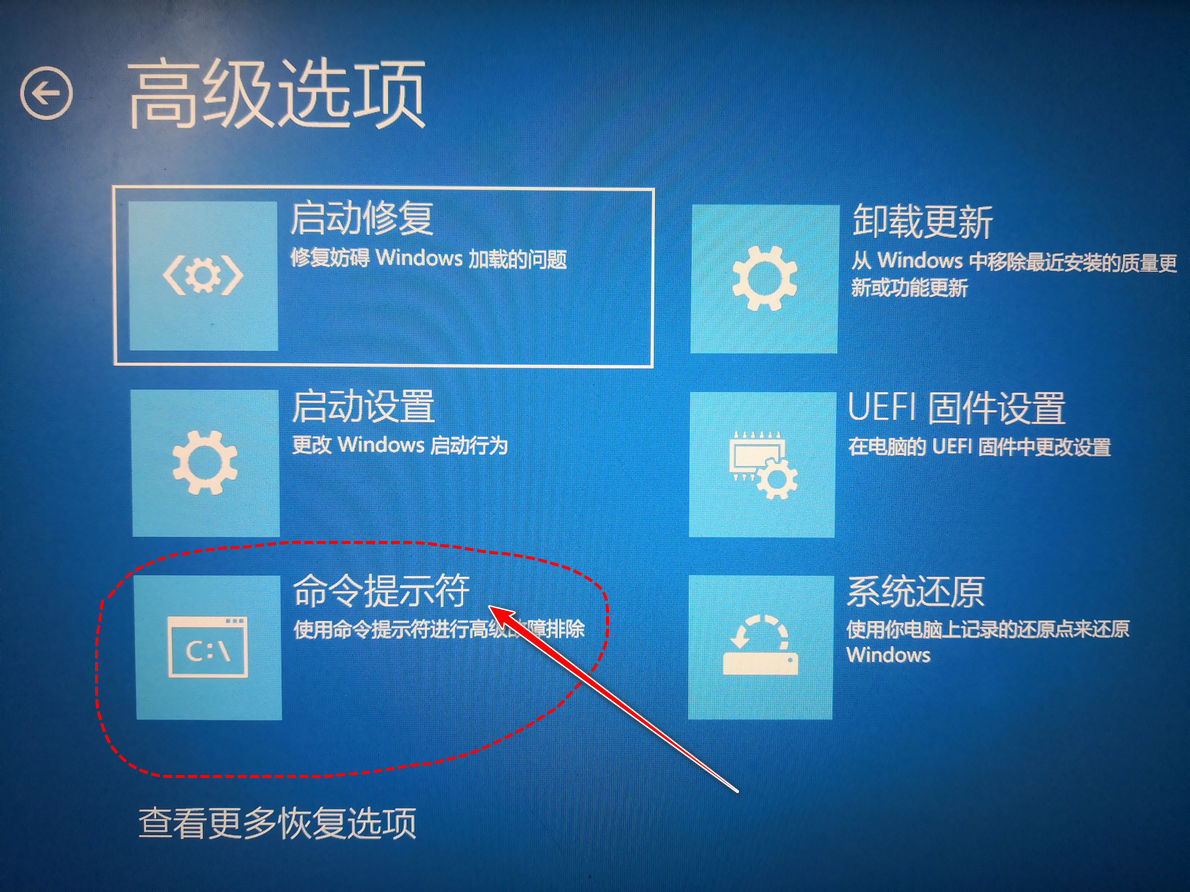 高级选项
启动修复
修复妨碍 Windows 加载的问题
卸载更新
从 Windows 中移除最近安装的质量更
新或功能更新
启动设置
更改 Windows 启动行为
UEFI 固件设置
在电脑的 UEFI 固件中更改设置
C:\
命令提示符
使用命令提示符进行高级故障排除
系统还原
使用你电脑上记录的还原点来还原
Windows
查看更多恢复选项